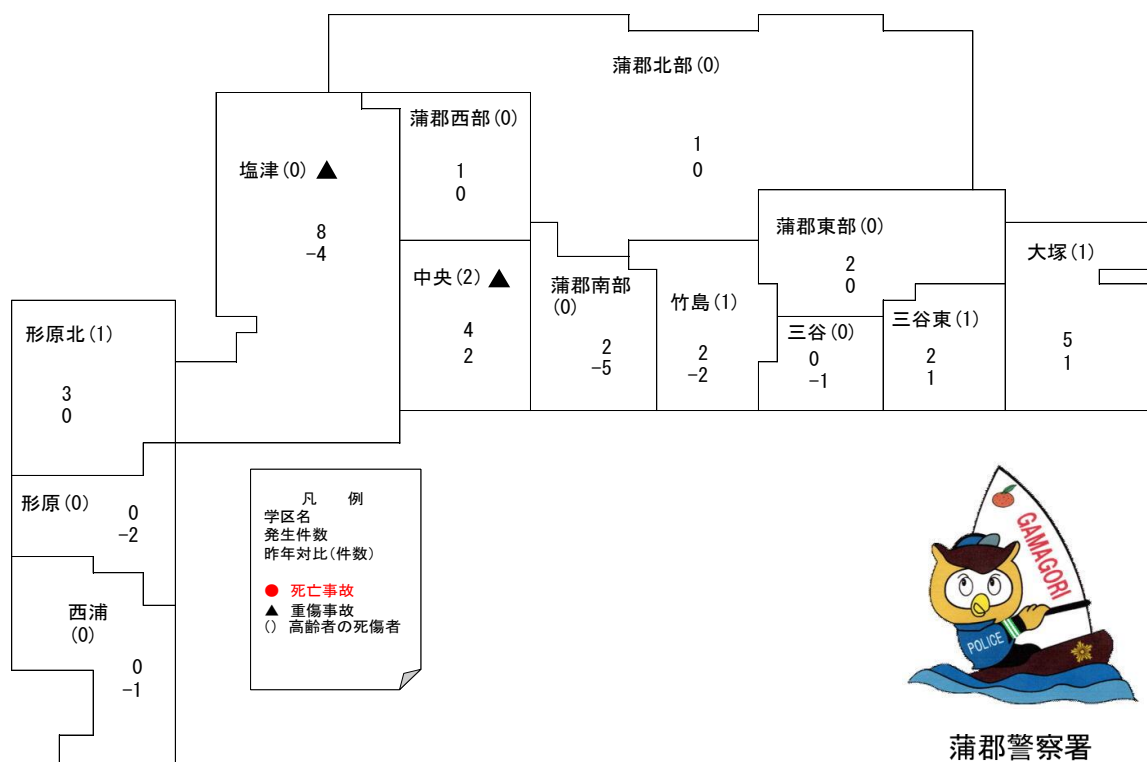 蒲郡北部(0)
1
0
蒲郡西部(0)
1
0
塩津(0) ▲
8
-4
蒲郡東部(0)
2
0
大塚(1)
5
1
中央(2) ▲
4
2
蒲郡南部
(0)
2
-5
竹島(1)
2
-2
三谷(0)
0
-1
三谷東(1)
2
1
形原北(1)
3
0
形原(0)
0
-2
西浦
(0)
0
-1
凡 例
学区名
発生件数
昨年対比(件数)
● 死亡事故
▲ 重傷事故
() 高齢者の死傷者
GAMAGORI
POLICE
蒲郡警察署